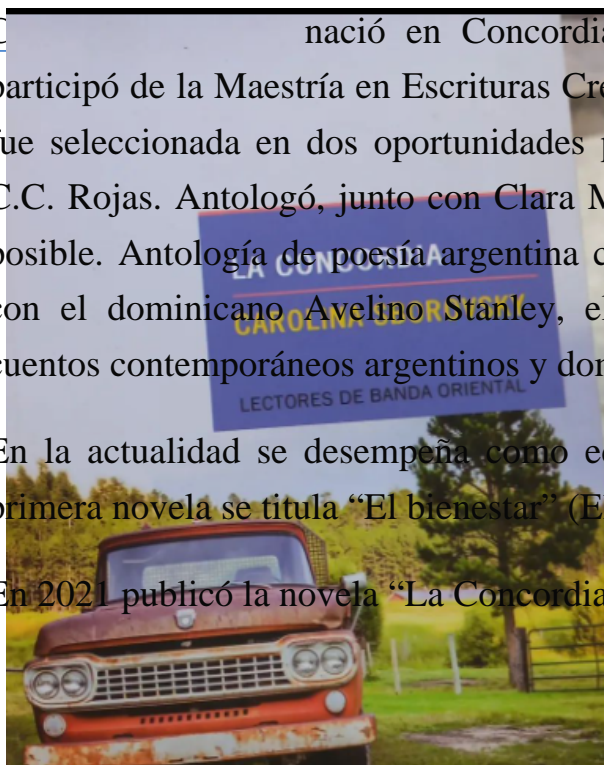 C nació en Concordia
participó de la Maestría en Escrituras Cre
fue seleccionada en dos oportunidades p
C.C. Rojas. Antologó, junto con Clara M
posible. Antología de poesía argentina c
con el dominicano Avelino Stanley, el
cuentos contemporáneos argentinos y dom
En la actualidad se desempeña como ed
primera novela se titula “El bienestar” (E
En 2021 publicó la novela “La Concordia
LA CONCORDIA
CAROLINA SBOROVSKY
LECTORES DE BANDA ORIENTAL